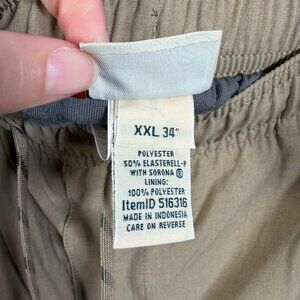 XXL 34"
POLYESTER
50% ELASTERELL-P
WITH SORONA ®
LINING:
100% POLYESTER
ItemID 516316
MADE IN INDONESIA
CARE ON REVERSE